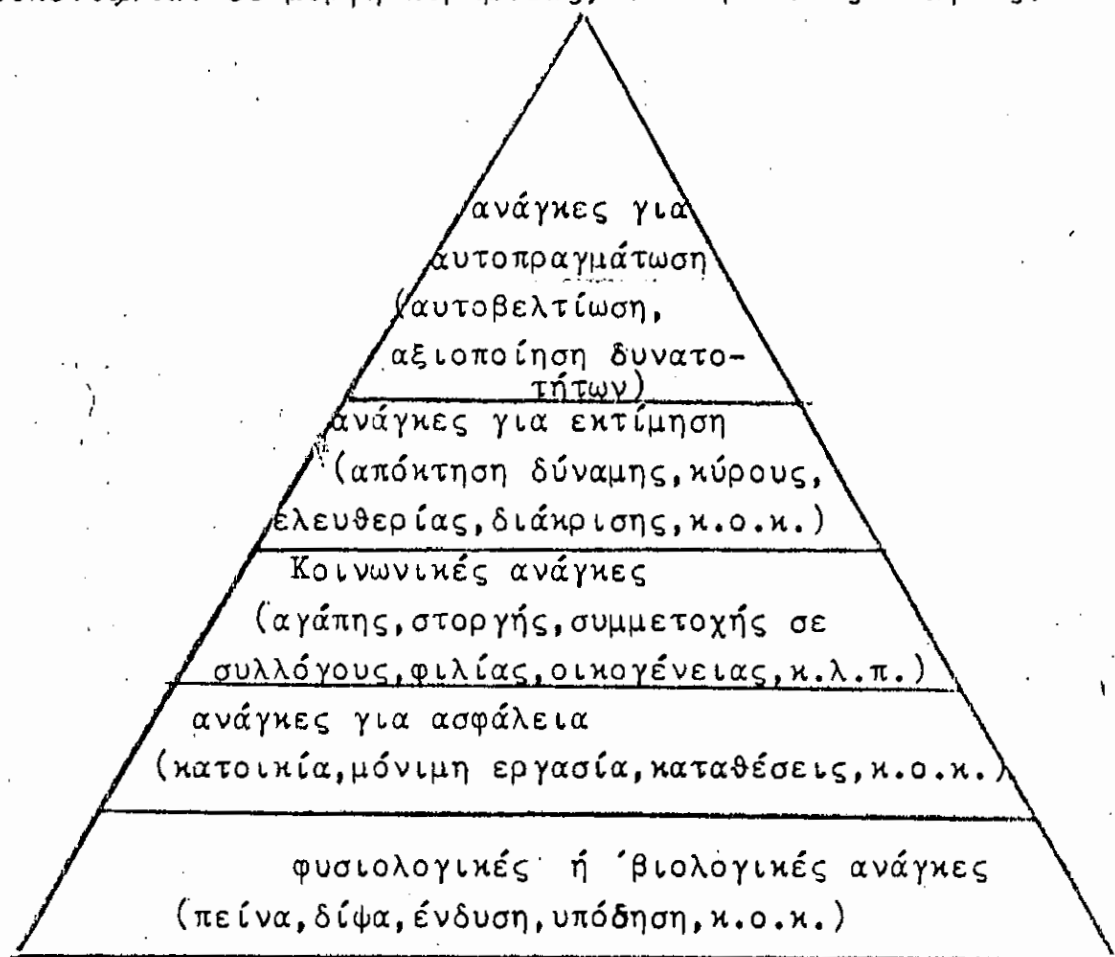 ανάγκες για
αυτοπραγμάτωση
(αυτοβελτίωση,
αξιοποίηση δυνατο-
τήτων)
ανάγκες για εκτίμηση
(απόκτηση δύναμης,κύρους,
ελευθερίας,διάκρισης,κ.ο.κ.)
Κοινωνικές ανάγκες
(αγάπης,στοργής,συμμετοχής σε
συλλόγους,φιλίας,οικογένειας,κ.λ.π.)
ανάγκες για ασφάλεια
(κατοικία,μόνιμη εργασία,καταθέσεις,κ.ο.κ.)
φυσιολογικές ή βιολογικές ανάγκες
(πείνα,δίψα,ένδυση,υπόδηση,κ.ο.κ.)